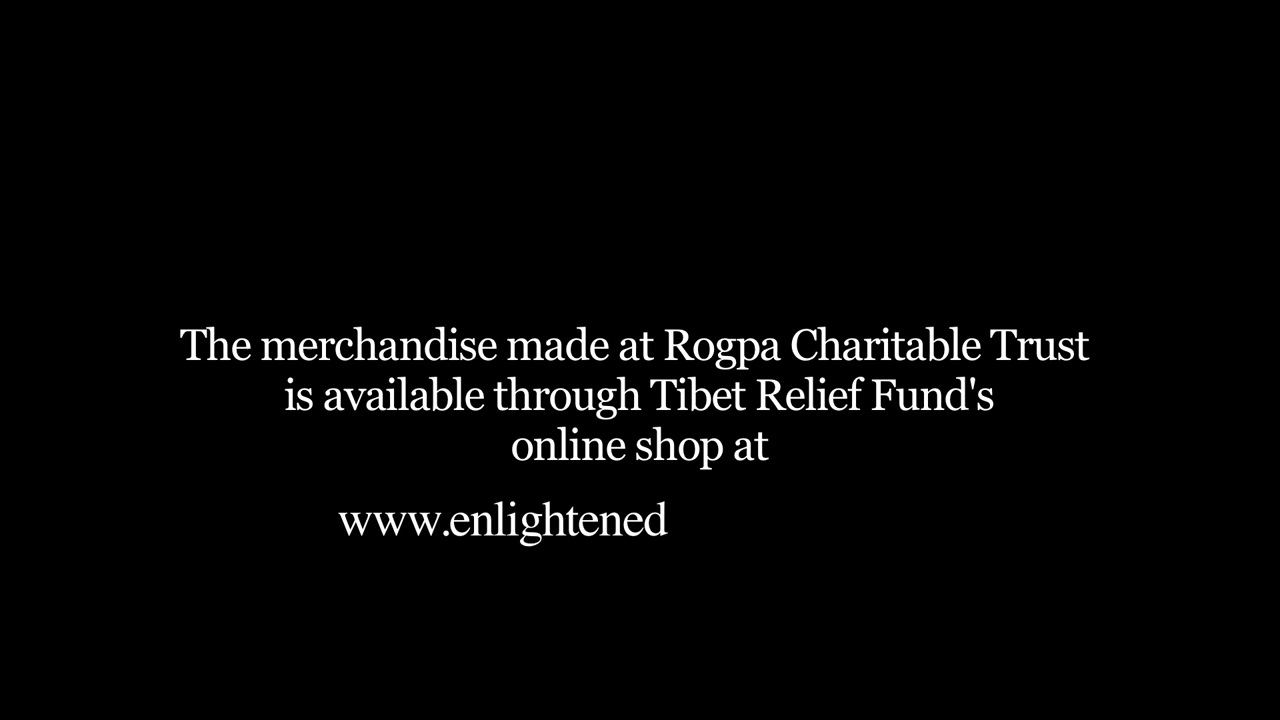 The merchandise made at Rogpa Charitable Trust
is available through Tibet Relief Fund's
online shop at
www.enlightened